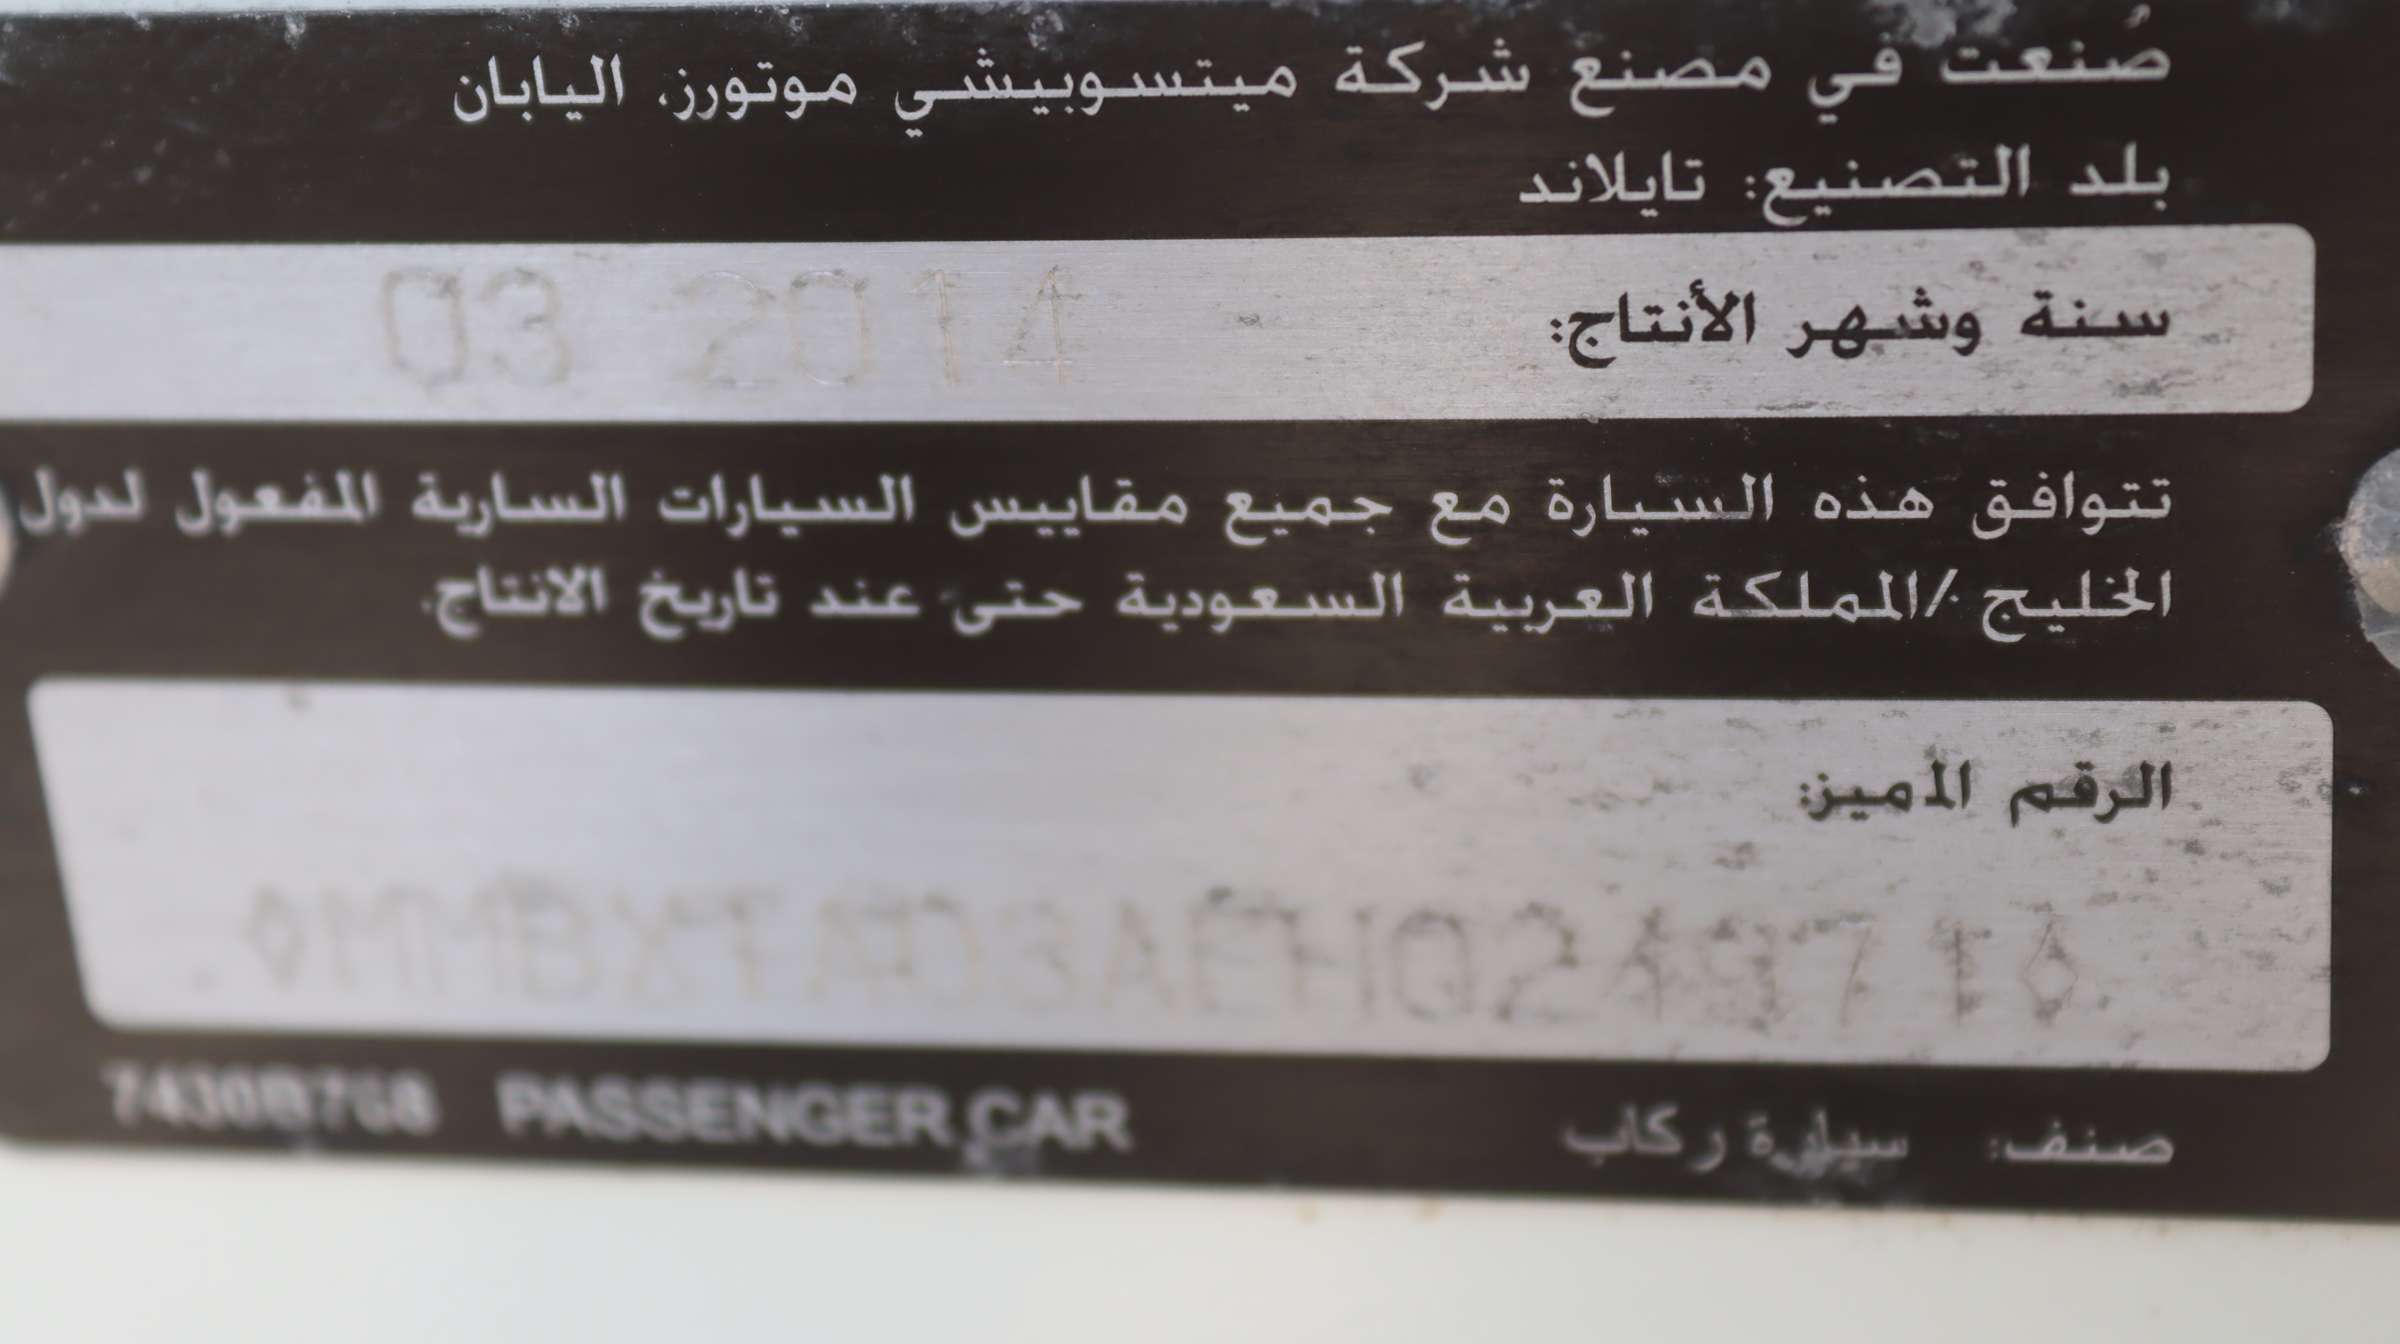 صُنعت في مصنع شركة ميتسوبيشي موتورز، اليابان
بلد التصنيع: تايلاند
سنة وشهر الأنتاج: 03 2014
تتوافق هذه السيارة مع جميع مقاييس السيارات السارية المفعول لدول
الخليج /المملكة العربية السعودية حتى عند تاريخ الانتاج.
الرقم المميز:
صنف: سيارة ركاب PASSENGER CAR 7430B768